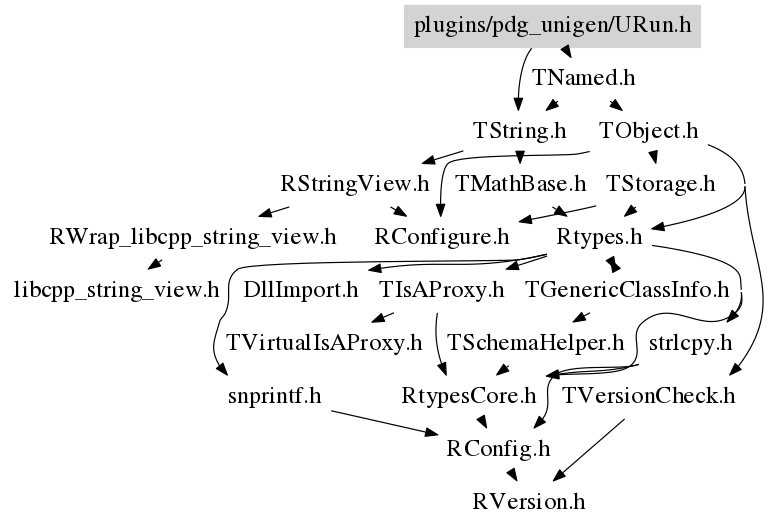 plugins/pdg_unigen/URun.h
TNamed.h
TString.h TObject.h
RStringView.h TMathBase.h TStorage.h
RWrap_libcpp_string_view.h RConfigure.h Rtypes.h
libcpp_string_view.h DllImport.h TIsAProxy.h TGenericClassInfo.h
TVirtualIsAProxy.h TSchemaHelper.h strlcpy.h
snprintf.h RtypesCore.h TVersionCheck.h
RConfig.h
RVersion.h